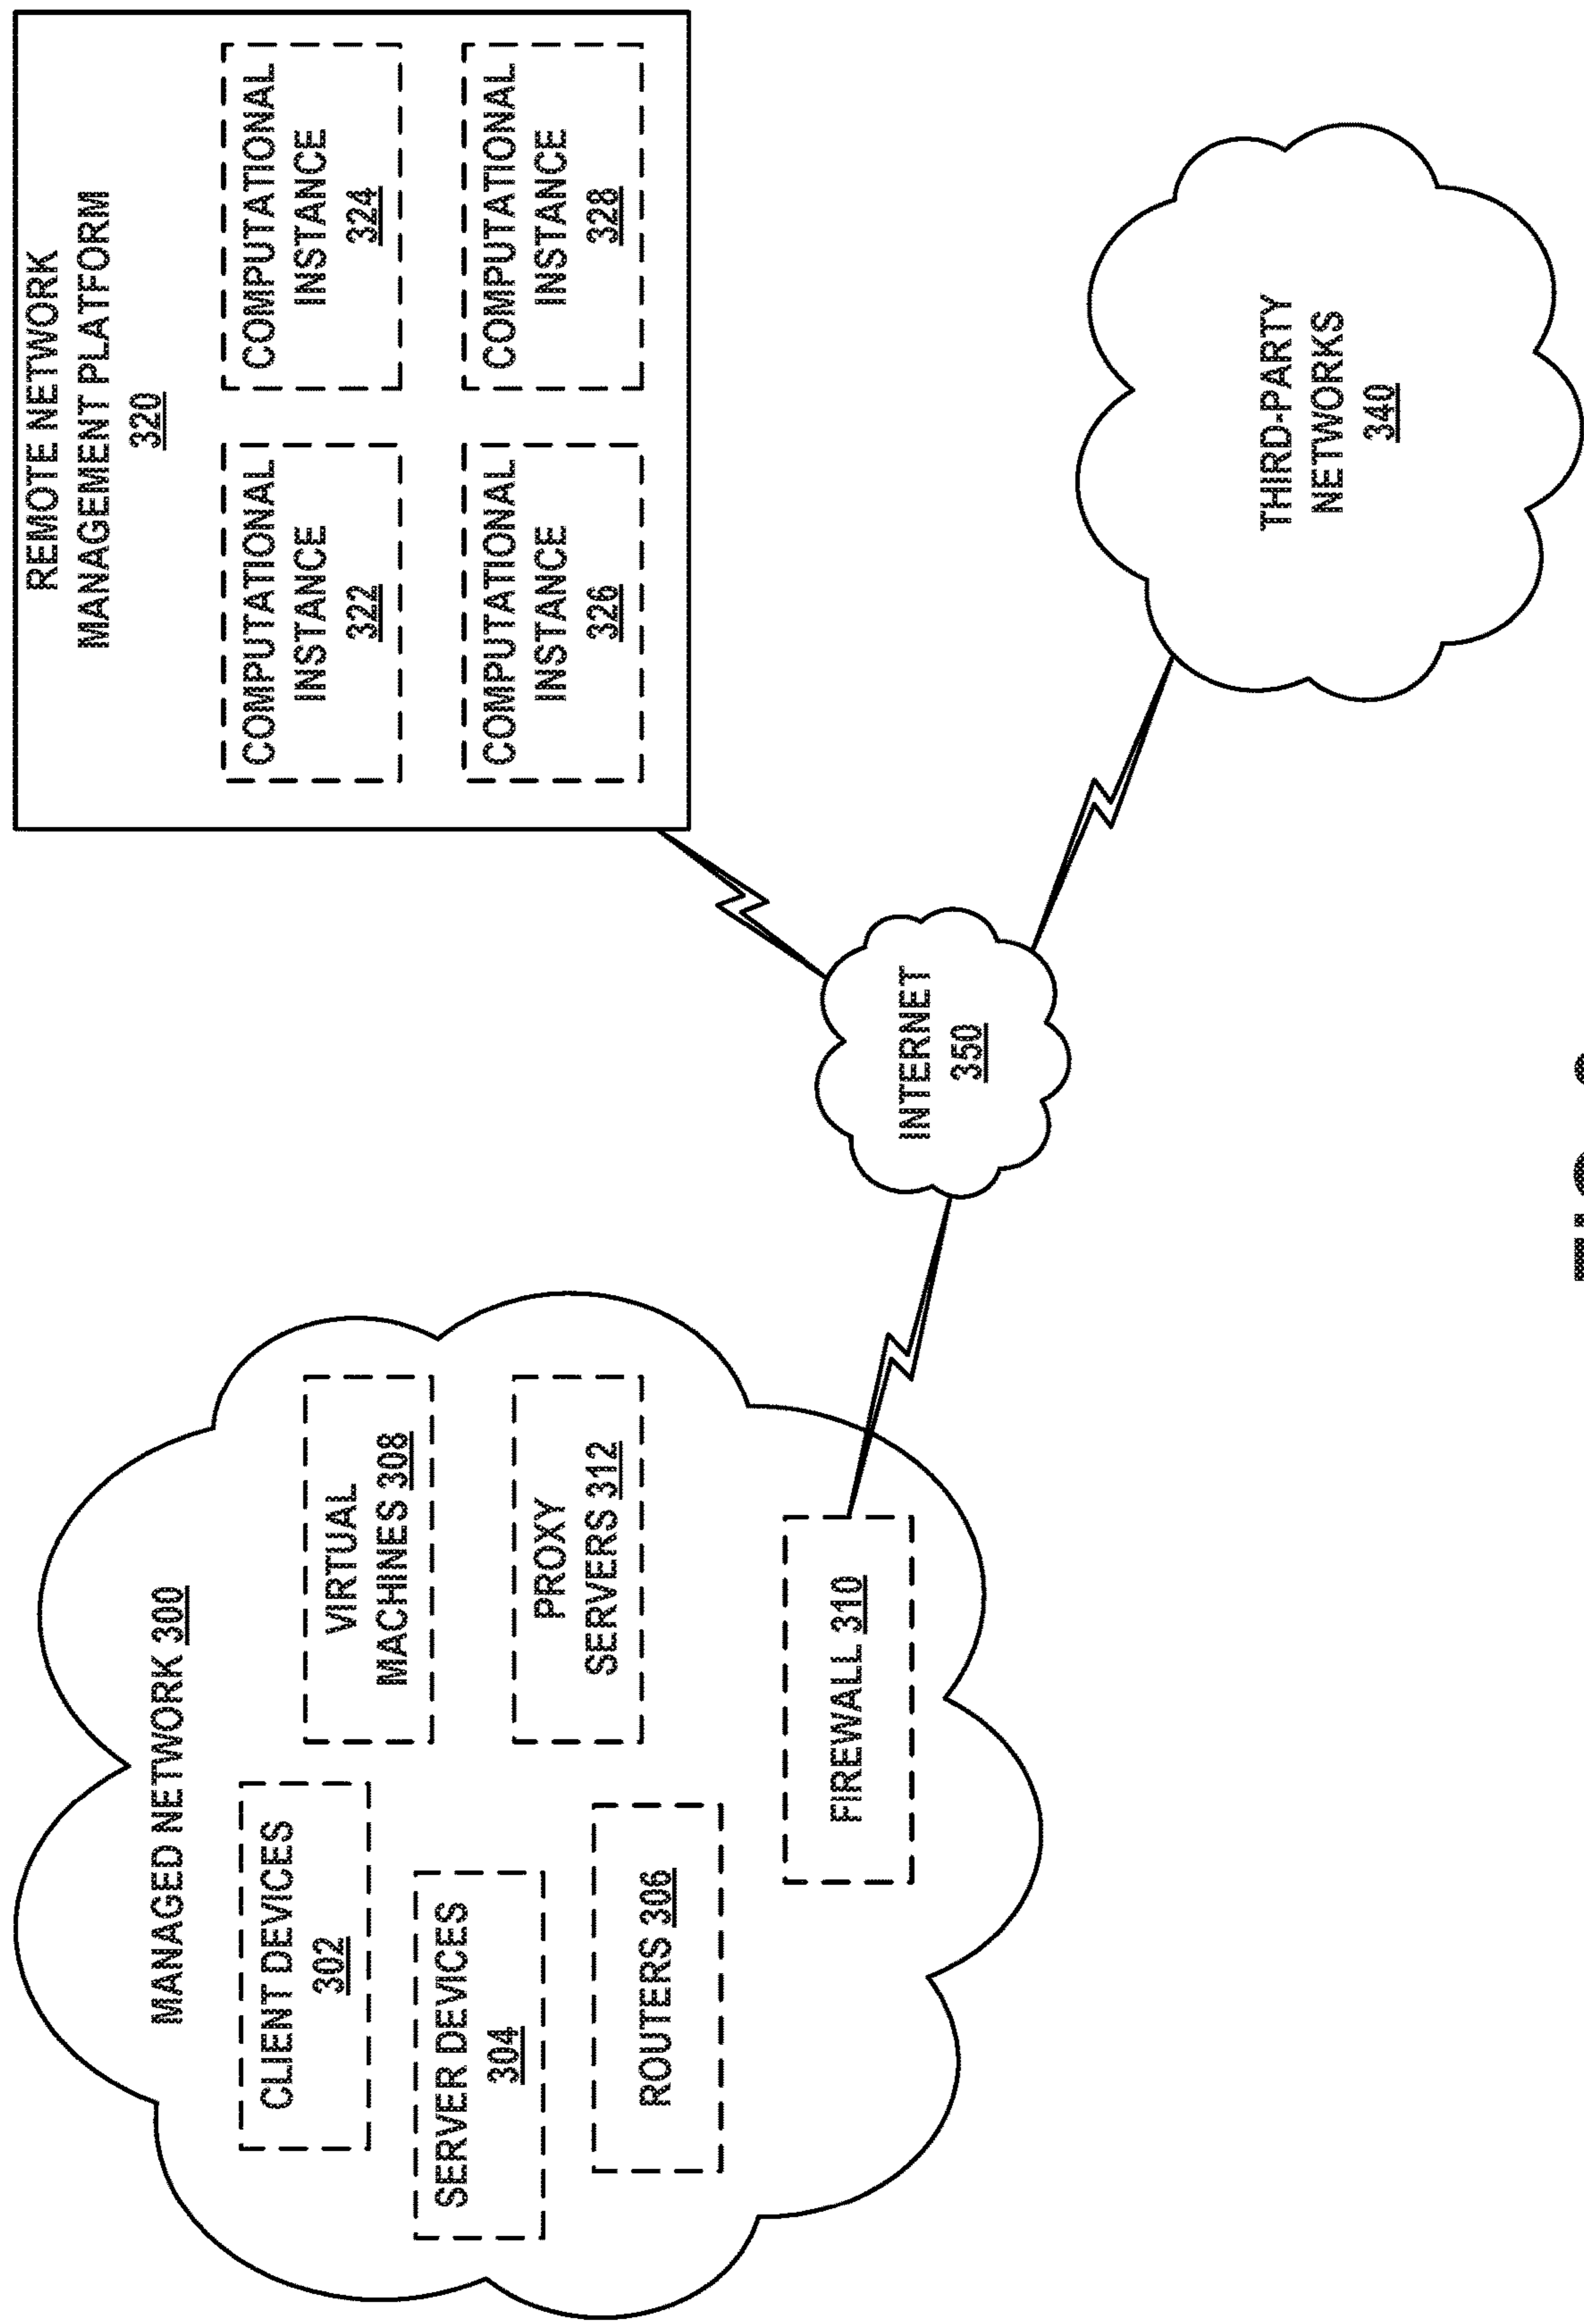 MANAGED NETWORK 300
CLIENT DEVICES
302
VIRTUAL
MACHINES 308
SERVER DEVICES
304
PROXY
SERVERS 312
ROUTERS 306
FIREWALL 310
INTERNET
350
REMOTE NETWORK
MANAGEMENT PLATFORM
320
COMPUTATIONAL
INSTANCE
322
COMPUTATIONAL
INSTANCE
324
COMPUTATIONAL
INSTANCE
326
COMPUTATIONAL
INSTANCE
328
THIRD-PARTY
NETWORKS
340